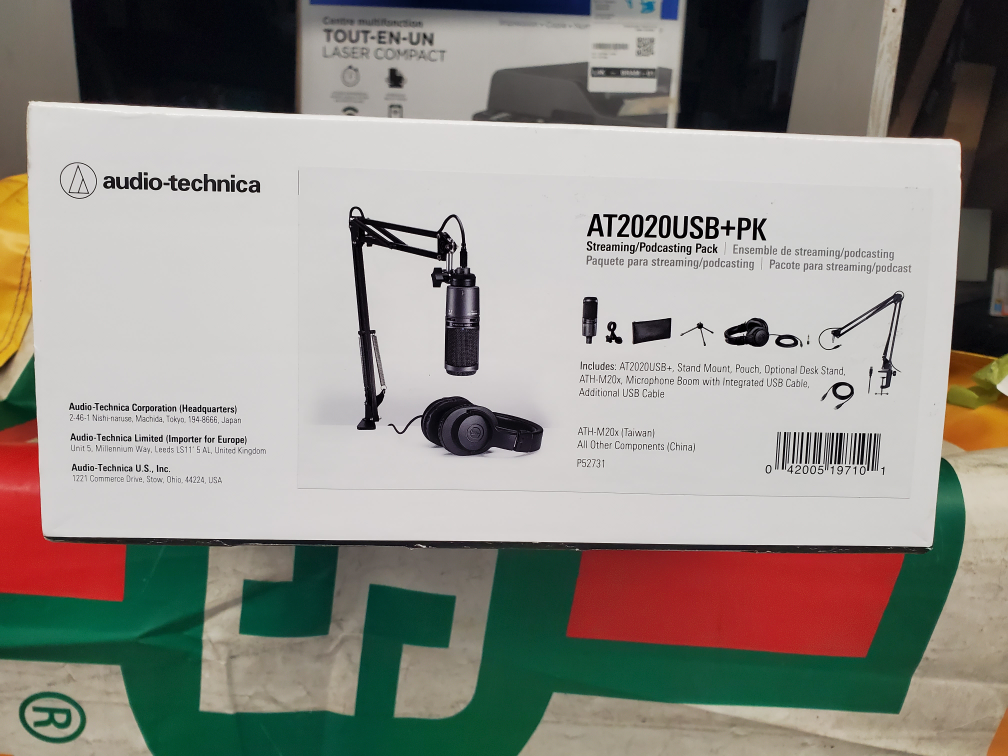 Centre multifonction
TOUT-EN-UN
LASER COMPACT
audio-technica
AT2020USB+PK
Streaming/Podcasting Pack | Ensemble de streaming/podcasting
Paquete para streaming/podcasting | Pacote para streaming/podcast
Includes: AT2020USB+, Stand Mount, Pouch, Optional Desk Stand,
ATH-M20x, Microphone Boom with Integrated USB Cable,
Additional USB Cable
ATH-M20x (Taiwan)
All Other Components (China)
P52731
0 42005 19710 1
Audio-Technica Corporation (Headquarters)
2-46-1 Nishi-naruse, Machida, Tokyo, 194-8666, Japan
Audio-Technica Limited (Importer for Europe)
Unit 5, Millennium Way, Leeds LS11 5 AL, United Kingdom
Audio-Technica U.S., Inc.
1221 Commerce Drive, Stow, Ohio, 44224, USA
®